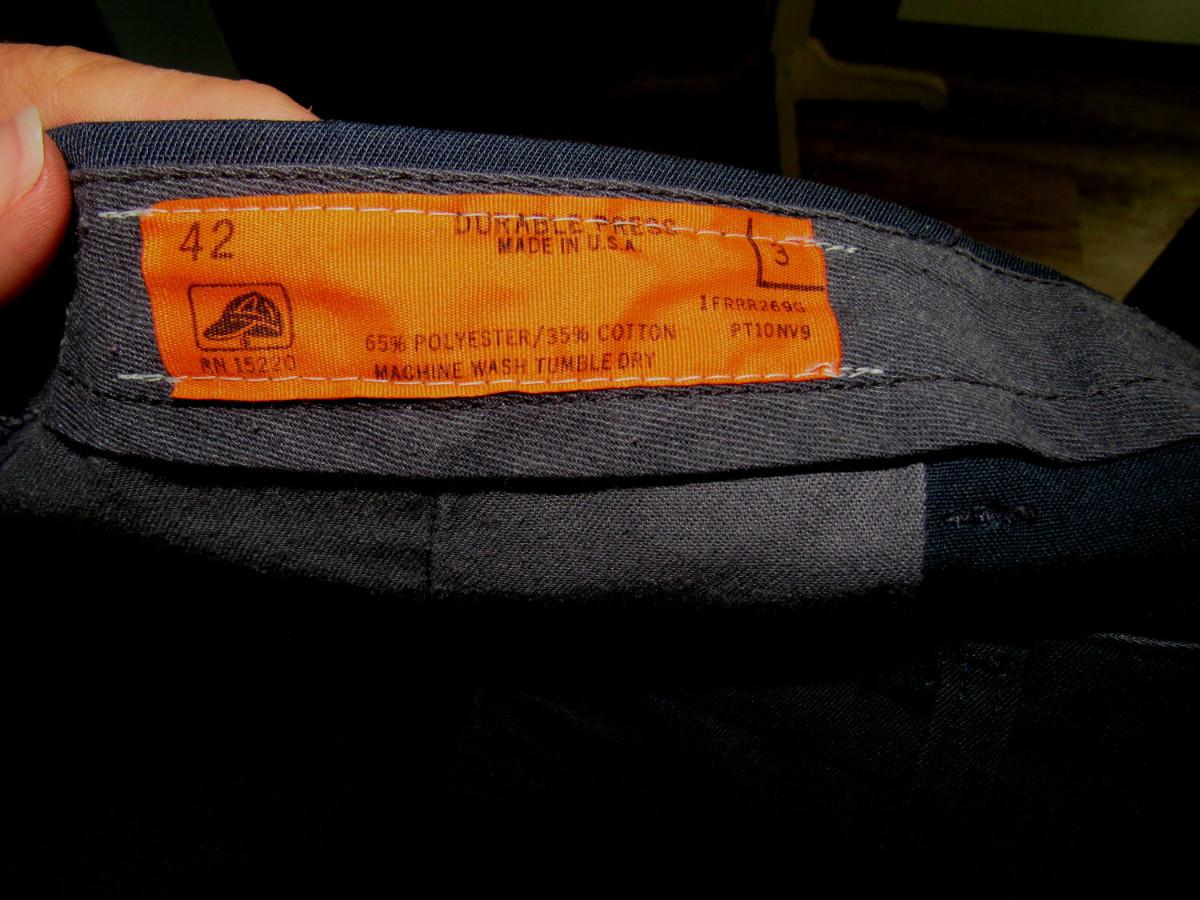 42
DURABLE PRESS
MADE IN U.S.A.
3
1FRRR269G
65% POLYESTER/35% COTTON
PT10NV9
RN 15220
MACHINE WASH TUMBLE DRY